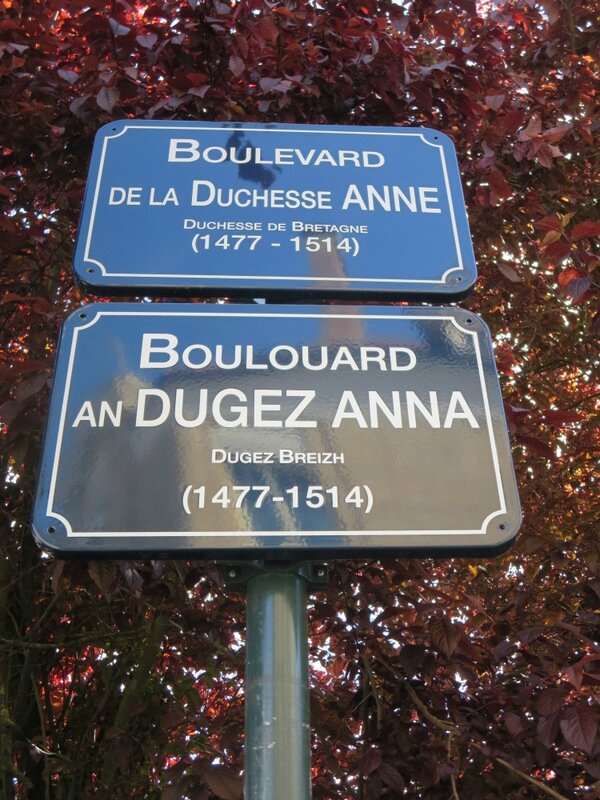 BOULEVARD
DE LA DUCHESSE ANNE
DUCHESSE DE BRETAGNE
(1477 - 1514)
BOULOUARD
AN DUGEZ ANNA
DUGEZ BREIZH
(1477-1514)